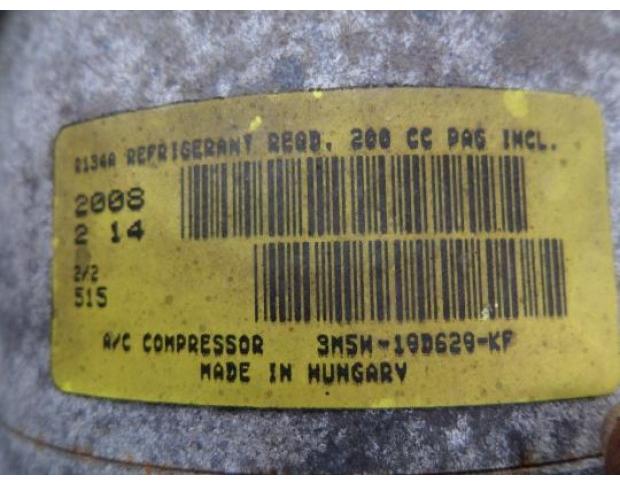 R134A REFRIGERANT REQD. 200 CC PAG INCL.
2008
2 14
2/2
515
A/C COMPRESSOR 3M5H-19D629-KF
MADE IN HUNGARY